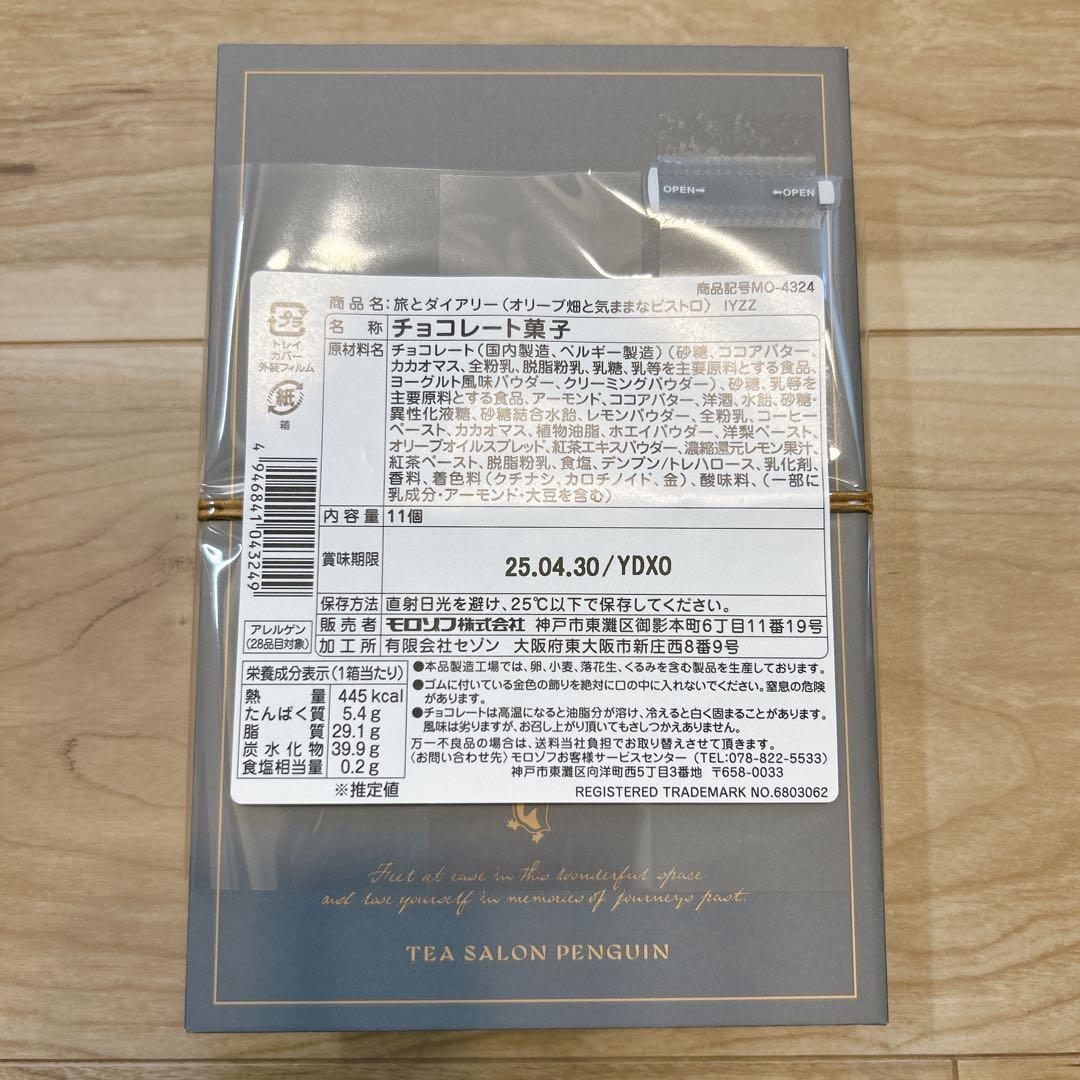 OPEN→
←OPEN
商品記号MO-4324
商品名：旅とダイアリー（オリーブ畑と気ままなビストロ） IYZZ
プラ
トレイ
カバー
外装フィルム
紙
箱
4946841043249
名称 チョコレート菓子
原材料名 チョコレート（国内製造、ベルギー製造）（砂糖、ココアバター、
カカオマス、全粉乳、脱脂粉乳、乳糖、乳等を主要原料とする食品、
ヨーグルト風味パウダー、クリーミングパウダー）、砂糖、乳等を
主要原料とする食品、アーモンド、ココアバター、洋酒、水飴、砂糖・
異性化液糖、砂糖結合水飴、レモンパウダー、全粉乳、コーヒー
ペースト、カカオマス、植物油脂、ホエイパウダー、洋梨ペースト、
オリーブオイルスプレッド、紅茶エキスパウダー、濃縮還元レモン果汁、
紅茶ペースト、脱脂粉乳、食塩、デンプン/トレハロース、乳化剤、
香料、着色料（クチナシ、カロチノイド、金）、酸味料、（一部に
乳成分・アーモンド・大豆を含む）
内容量 11個
賞味期限 25.04.30/YDX0
保存方法 直射日光を避け、25℃以下で保存してください。
販売者 モロゾフ株式会社 神戸市東灘区御影本町6丁目11番19号
加工所 有限会社セゾン 大阪府東大阪市新庄西8番9号
アレルゲン
（28品目対象）
栄養成分表示（1箱当たり）
熱量 445kcal
たんぱく質 5.4g
脂質 29.1g
炭水化物 39.9g
食塩相当量 0.2g
※推定値
●本品製造工場では、卵、小麦、落花生、くるみを含む製品を生産しております。
●ゴムに付いている金色の飾りを絶対に口の中に入れないでください。窒息の危険
があります。
●チョコレートは高温になると油脂分が溶け、冷えると白く固まることがあります。
風味は劣りますが、お召し上がり頂いてもさしつかえありません。
万一不良品の場合は、送料当社負担でお取り替えさせて頂きます。
〈お問い合わせ先〉モロゾフお客様サービスセンター（TEL:078-822-5533）
神戸市東灘区向洋町西5丁目3番地 〒658-0033
REGISTERED TRADEMARK NO.6803062
Feel at ease in this wonderful space
and lose yourself in memories of journeys past.
TEA SALON PENGUIN